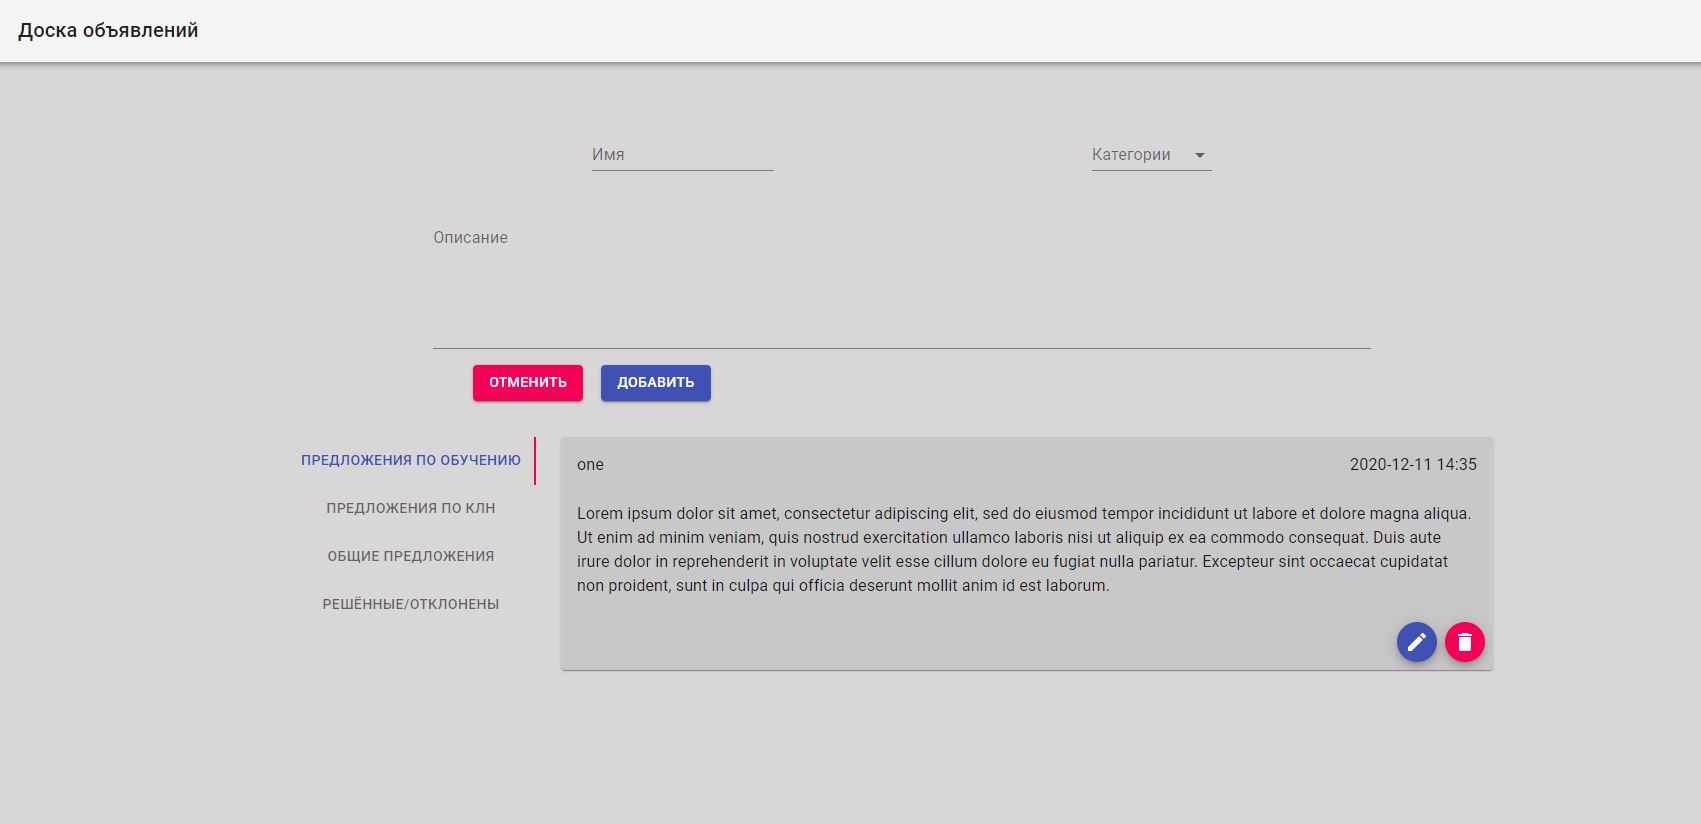 Доска объявлений
Имя
Категории
Описание
ОТМЕНИТЬ
ДОБАВИТЬ
ПРЕДЛОЖЕНИЯ ПО ОБУЧЕНИЮ
ПРЕДЛОЖЕНИЯ ПО КЛН
ОБЩИЕ ПРЕДЛОЖЕНИЯ
РЕШЁННЫЕ/ОТКЛОНЕНЫ
one
2020-12-11 14:35
Lorem ipsum dolor sit amet, consectetur adipiscing elit, sed do eiusmod tempor incididunt ut labore et dolore magna aliqua.
Ut enim ad minim veniam, quis nostrud exercitation ullamco laboris nisi ut aliquip ex ea commodo consequat. Duis aute
irure dolor in reprehenderit in voluptate velit esse cillum dolore eu fugiat nulla pariatur. Excepteur sint occaecat cupidatat
non proident, sunt in culpa qui officia deserunt mollit anim id est laborum.